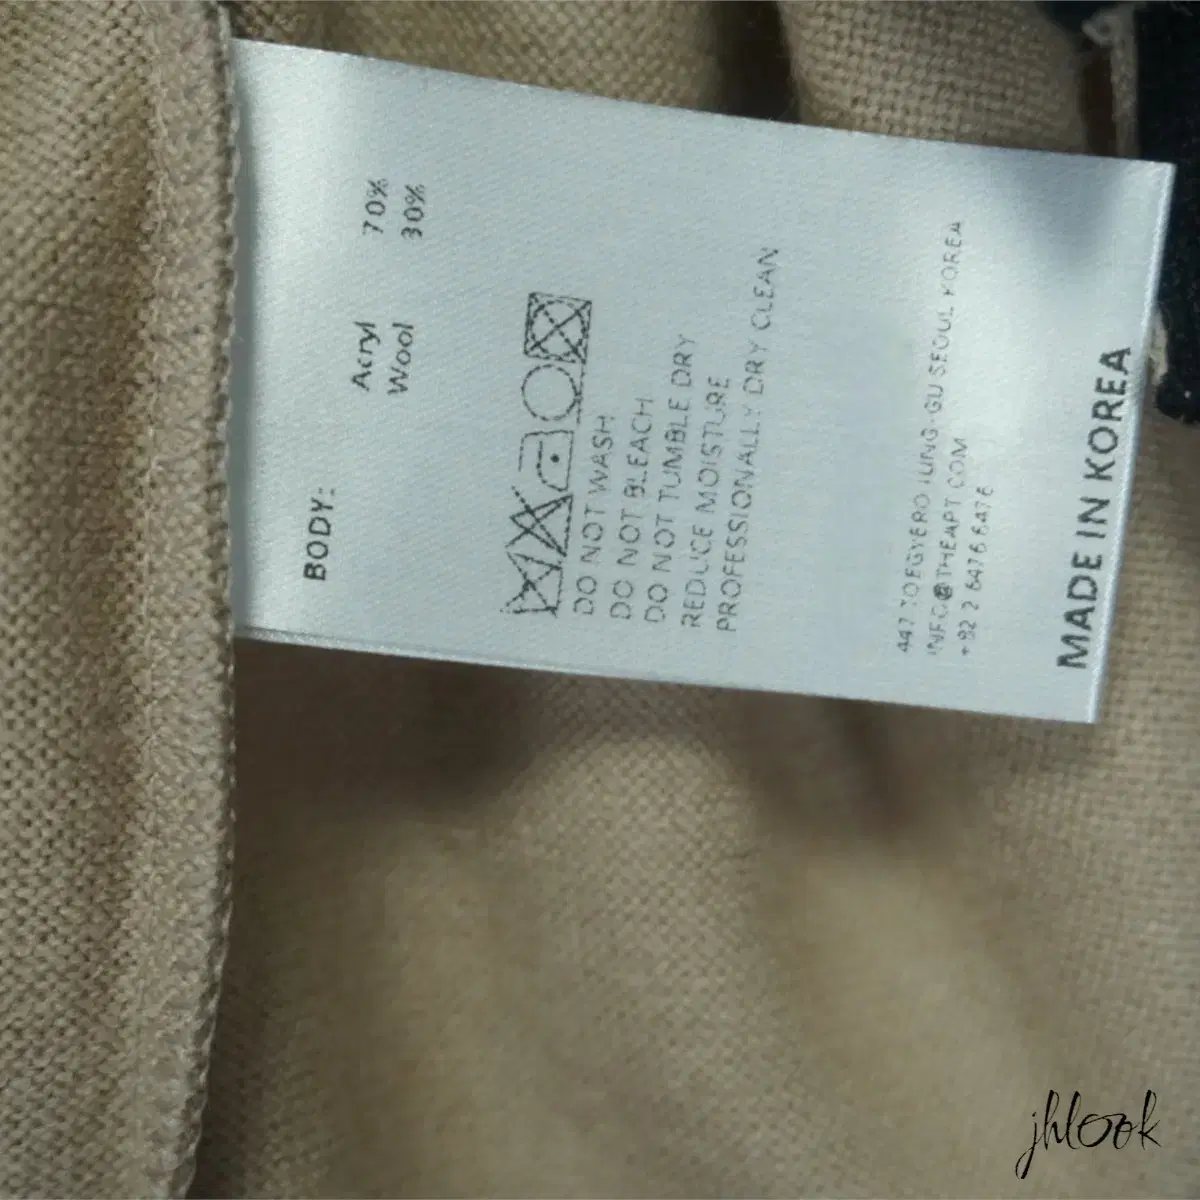 BODY:
Acryl 70%
Wool 30%
DO NOT WASH
DO NOT BLEACH
DO NOT TUMBLE DRY
REDUCE MOISTURE
PROFESSIONALLY DRY CLEAN
447 TOEGYERO JUNG-GU SEOUL KOREA
INFO@THEAPT.COM
+82 2 6476 6476
MADE IN KOREA
jhlook